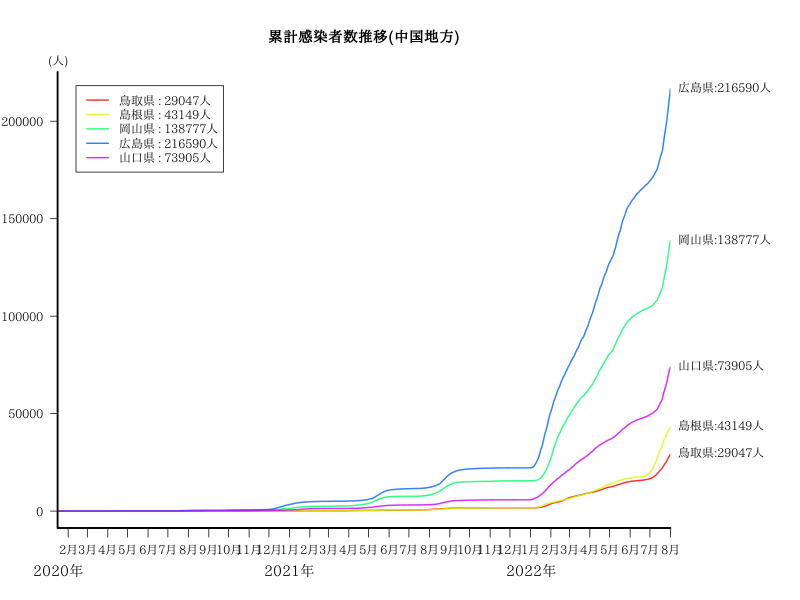 累計感染者数推移(中国地方)
(人)
鳥取県 : 29047人
島根県 : 43149人
岡山県 : 138777人
広島県 : 216590人
山口県 : 73905人
200000
150000
100000
50000
0
広島県:216590人
岡山県:138777人
山口県:73905人
島根県:43149人
鳥取県:29047人
2月3月4月5月6月7月8月9月10月11月12月1月2月3月4月5月6月7月8月9月10月11月12月1月2月3月4月5月6月7月8月
2020年 2021年 2022年